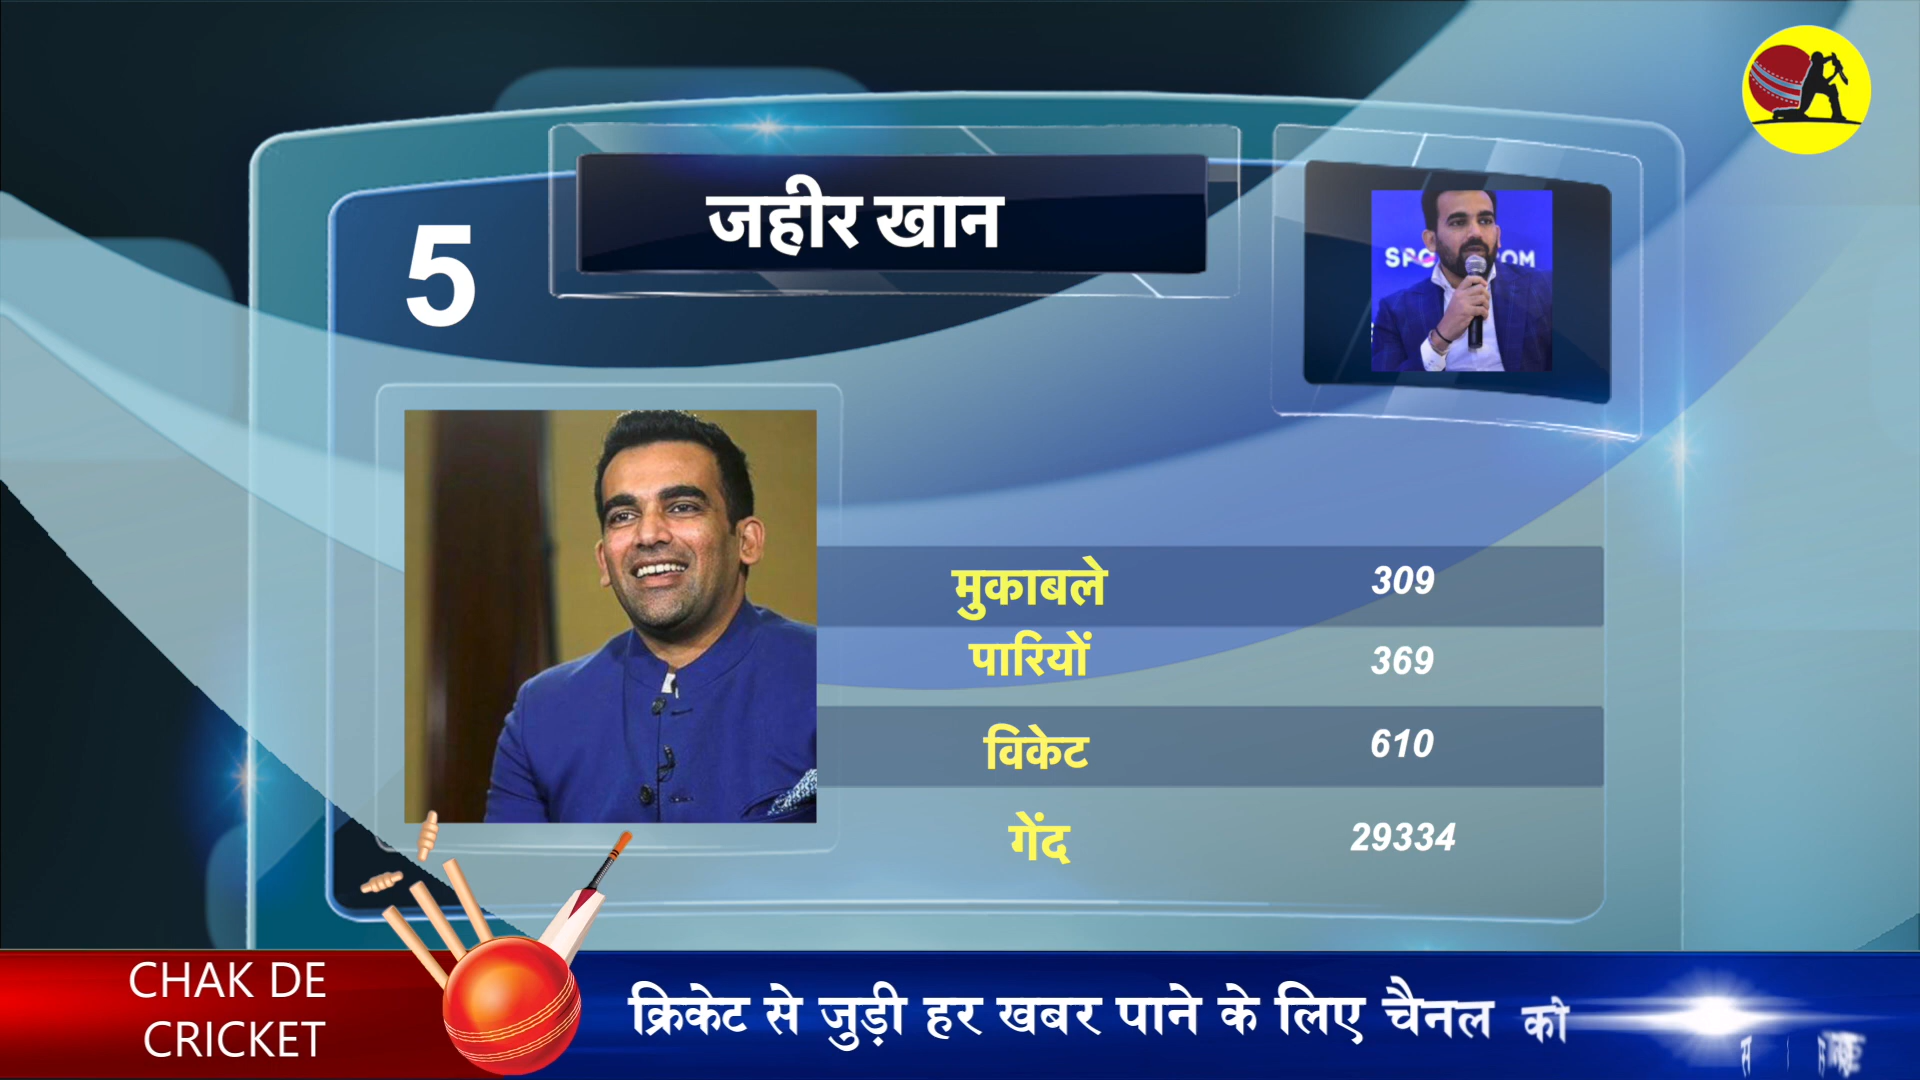 5
जहीर खान
मुकाबले 309
पारियों 369
विकेट 610
गेंद 29334
CHAK DE
CRICKET
क्रिकेट से जुड़ी हर खबर पाने के लिए चैनल को